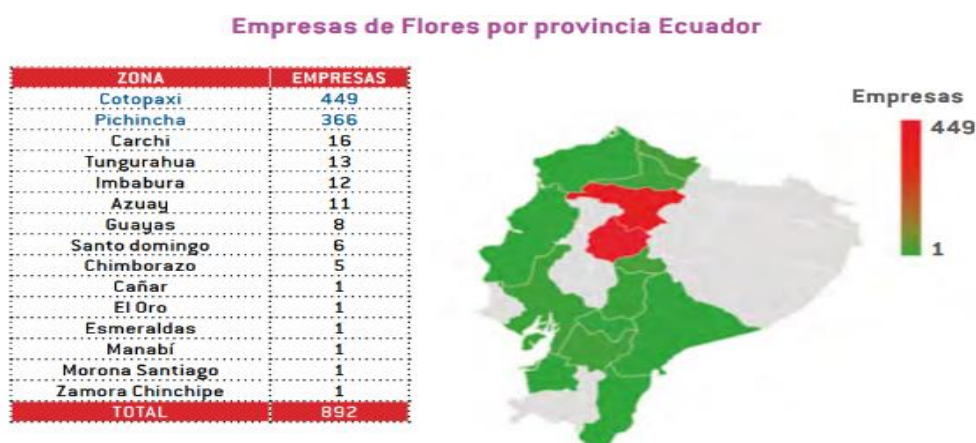 Empresas de Flores por provincia Ecuador
ZONA EMPRESAS
Cotopaxi 449
Pichincha 366
Carchi 16
Tungurahua 13
Imbabura 12
Azuay 11
Guayas 8
Santo domingo 6
Chimborazo 5
Cañar 1
El Oro 1
Esmeraldas 1
Manabí 1
Morona Santiago 1
Zamora Chinchipe 1
TOTAL 892
Empresas
449
1